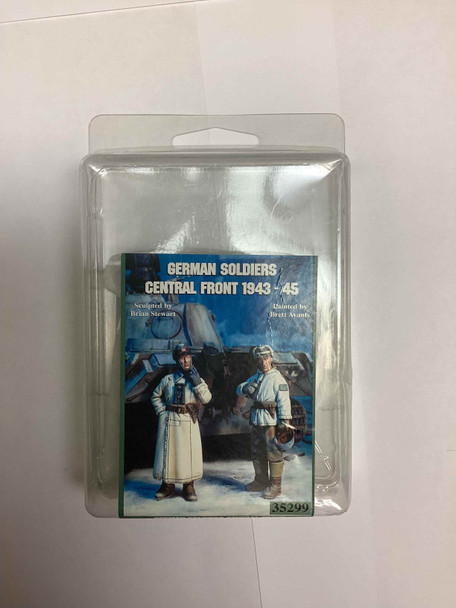 GERMAN SOLDIERS
CENTRAL FRONT 1943 - 45
Sculpted by
Brian Stewart
Painted by
Brett Avants
35299